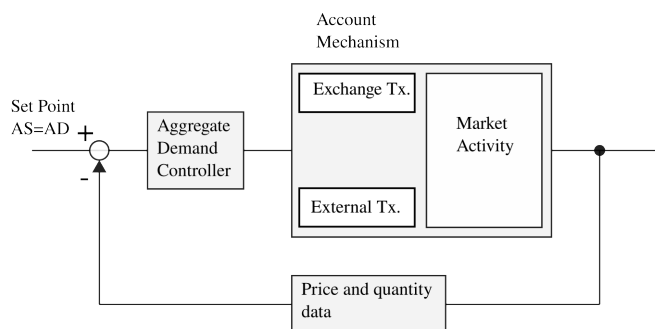 Account
Mechanism
Exchange Tx.
Set Point
AS=AD
+
Aggregate
Demand
Controller
Market
Activity
-
External Tx.
Price and quantity
data